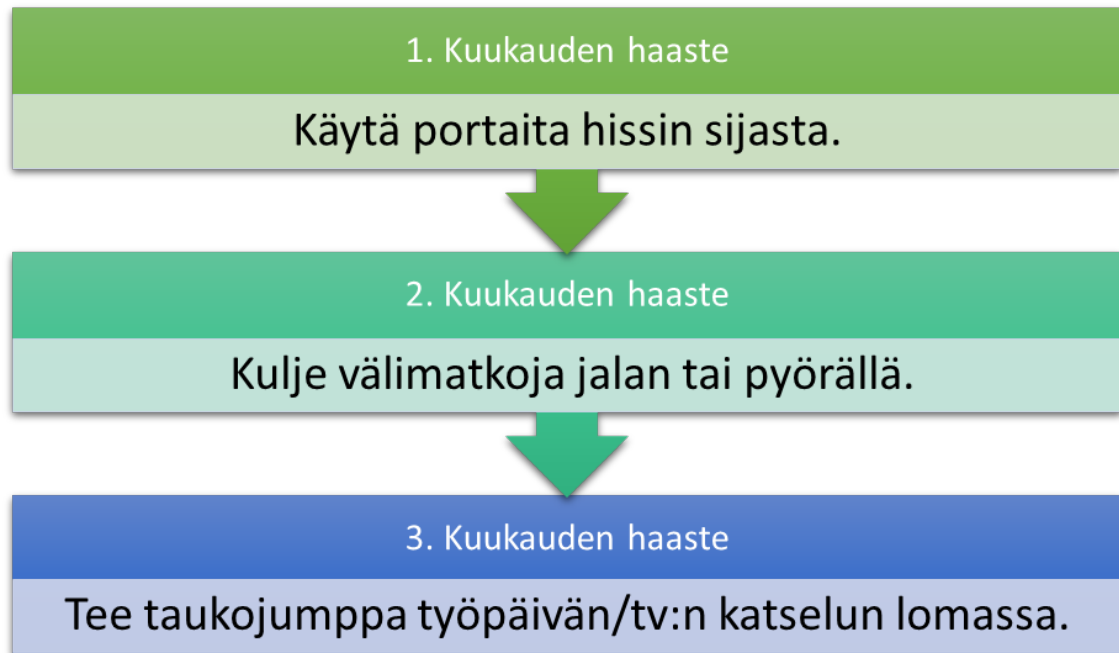 1. Kuukauden haaste
Käytä portaita hissin sijasta.
2. Kuukauden haaste
Kulje välimatkoja jalan tai pyörällä.
3. Kuukauden haaste
Tee taukojumppa työpäivän/tv:n katselun lomassa.